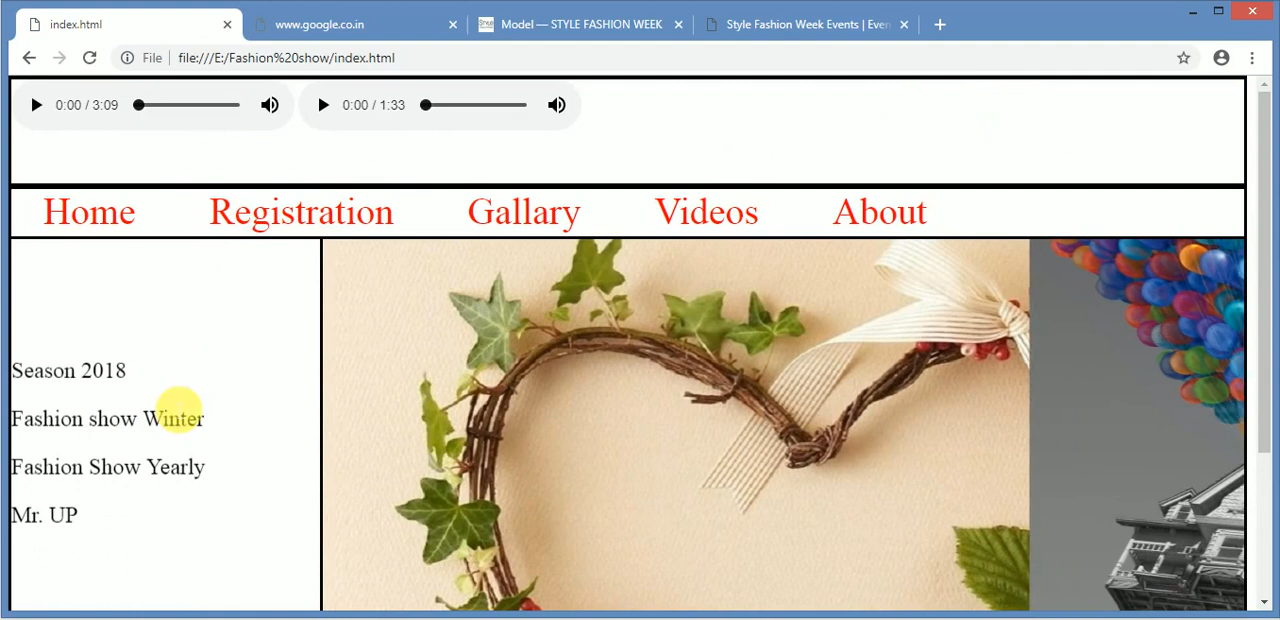 index.html www.google.co.in Model — STYLE FASHION WEEK Style Fashion Week Events | Even
File file:///E:/Fashion%20show/index.html
0:00 / 3:09 0:00 / 1:33
Home Registration Gallary Videos About
Season 2018
Fashion show Winter
Fashion Show Yearly
Mr. UP